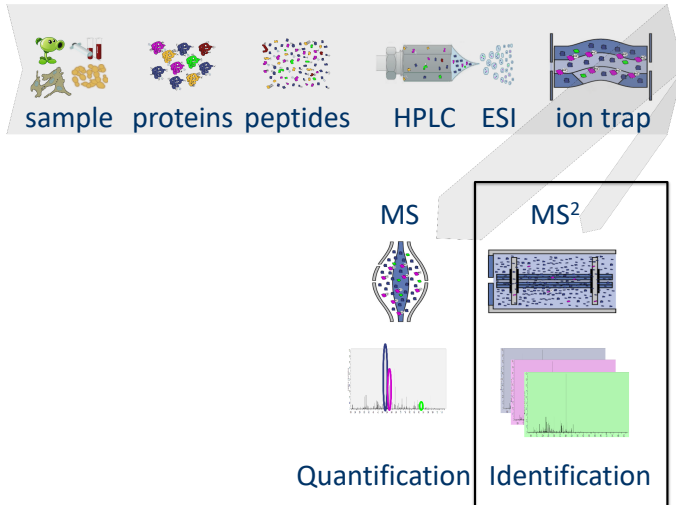 sample proteins peptides HPLC ESI ion trap
MS MS²
Quantification Identification